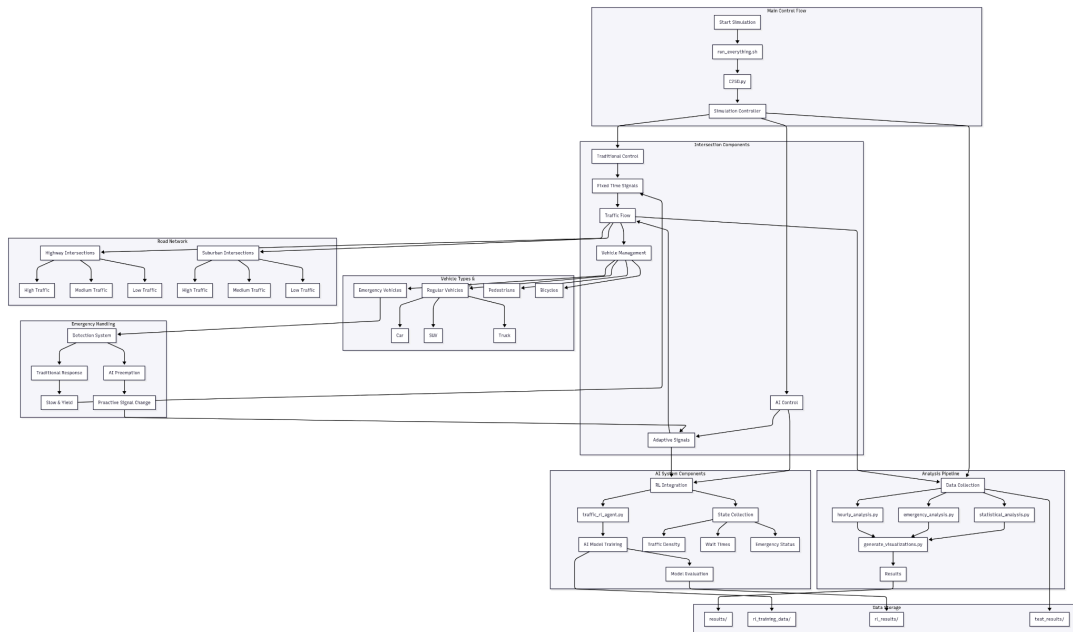 Main Control Flow
Start Simulation
run_everything.sh
Simulation Controller
Intersection Components
Traditional Control
Fixed Time Signals
Traffic Flow
Vehicle Management
Road Network
Highway Intersections
Suburban Intersections
High Traffic
Medium Traffic
Low Traffic
High Traffic
Medium Traffic
Low Traffic
Vehicle Types &
Emergency Vehicles
Regular Vehicles
Pedestrians
Bicycles
Car
SUV
Truck
Emergency Handling
Detection System
Traditional Response
AI Preemption
Slow & Yield
Proactive Signal Change
AI Control
Adaptive Signals
AI System Components
RL Integration
traffic_rl_agent.py
State Collection
AI Model Training
Traffic Density
Wait Times
Emergency Status
Model Evaluation
Analysis Pipeline
Data Collection
hourly_analysis.py
emergency_analysis.py
statistical_analysis.py
generate_visualizations.py
Results
Data Storage
results/
rl_training_data/
rl_results/
test_results/